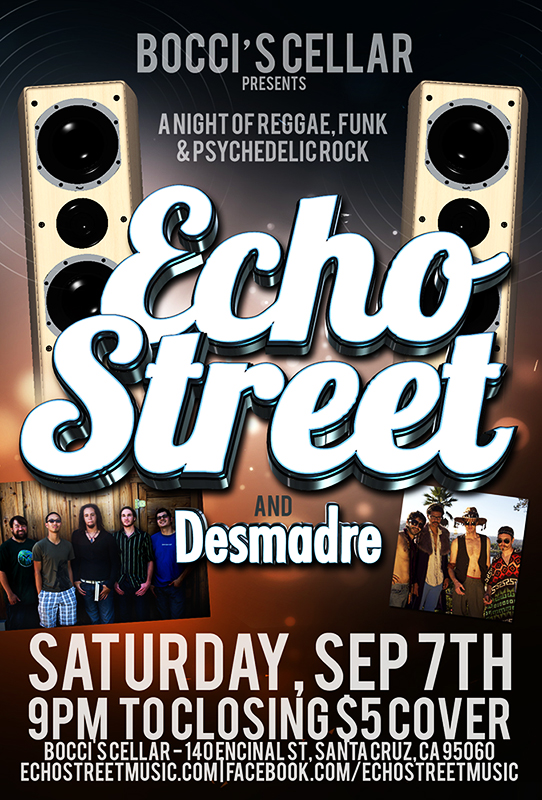 BOCCI'S CELLAR
PRESENTS
A NIGHT OF REGGAE, FUNK
& PSYCHEDELIC ROCK
Echo
Street
AND
Desmadre
SATURDAY, SEP 7TH
9PM TO CLOSING $5 COVER
BOCCI'S CELLAR - 140 ENCINAL ST, SANTA CRUZ, CA 95060
ECHOSTREETMUSIC.COM|FACEBOOK.COM/ECHOSTREETMUSIC